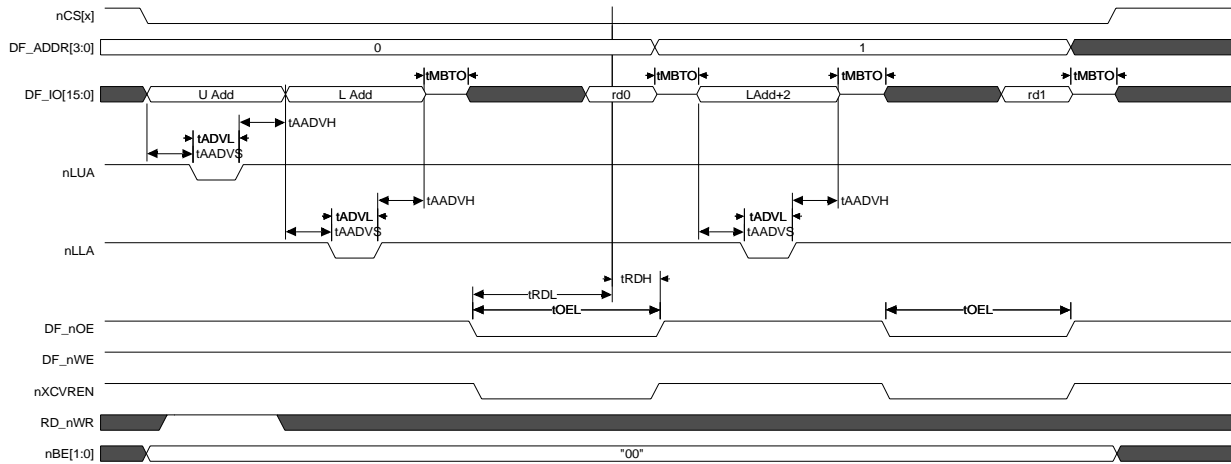 nCS[x]
DF_ADDR[3:0] 0 1
tMBTO tMBTO tMBTO tMBTO
DF_IO[15:0] U Add L Add rd0 LAdd+2 rd1
tAADVH
tADVL
tAADVS
nLUA
tAADVH tAADVH
tADVL tADVL
tAADVS tAADVS
nLLA
tRDH
tRDL
tOEL tOEL
DF_nOE
DF_nWE
nXCVREN
RD_nWR
nBE[1:0] "00"